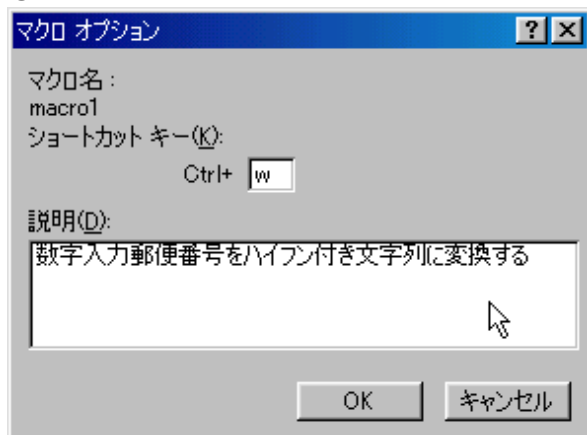 マクロ オプション
マクロ名：
macro1
ショートカット キー(K):
Ctrl+ w
説明(D):
数字入力郵便番号をハイフン付き文字列に変換する
OK キャンセル